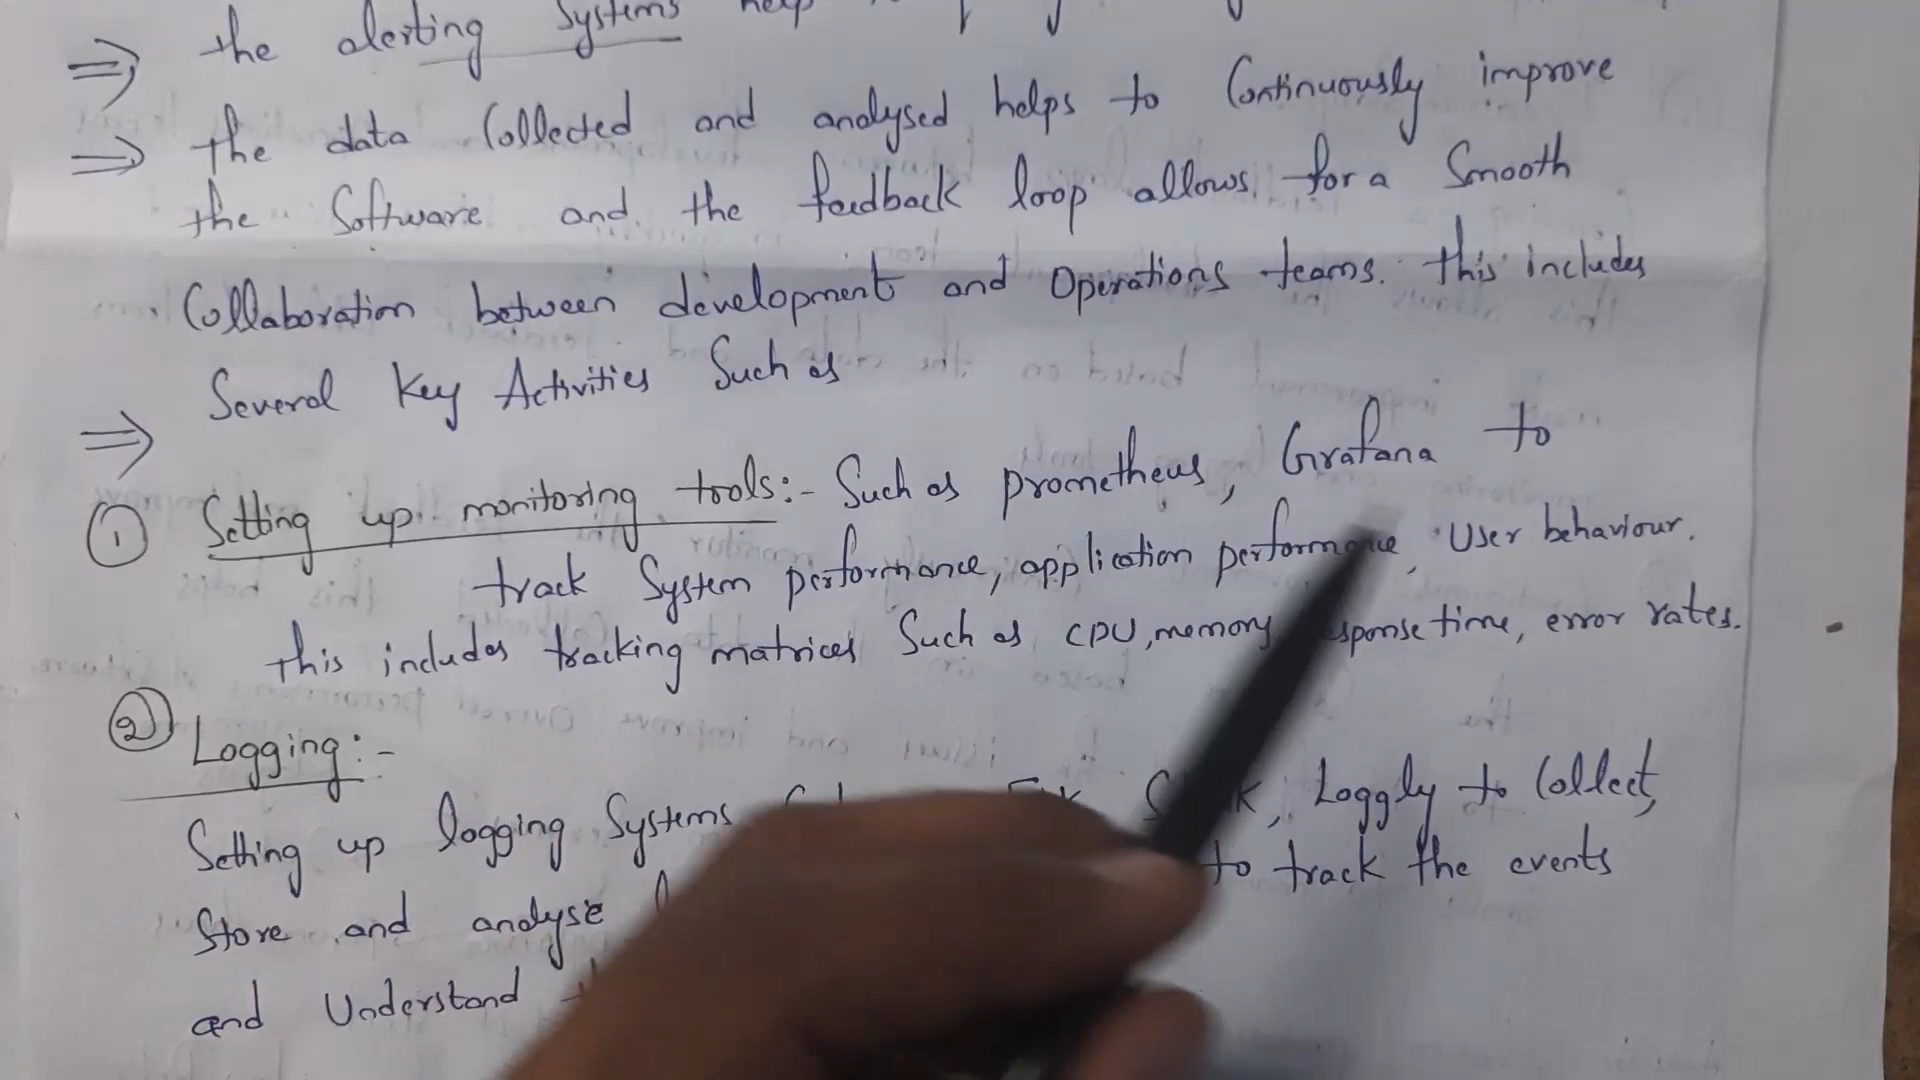 ⇒ the alerting systems help
⇒ the data Collected and analysed helps to Continuously improve
the Software and the feedback loop allows for a Smooth
Collaboration between development and Operations teams. this includes
Several Key Activities Such as
⇒
① Setting up monitoring tools:- Such as prometheus, Grafana to
track System performance, application performance, User behaviour.
this includes tracking matrices Such as CPU, memory time, error rates.
② Logging:-
Setting up logging Systems Loggly to Collect,
Store and analyse to track the events
and Understand